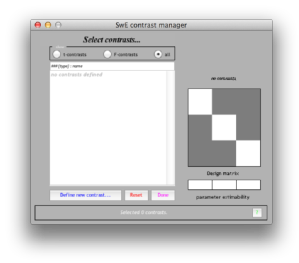 SwE contrast manager
Select contrasts...
t-contrasts
F-contrasts
all
### {type} : name
no contrasts defined
no contrasts
Design matrix
parameter estimability
Define new contrast...
Reset
Done
Selected 0 contrasts.